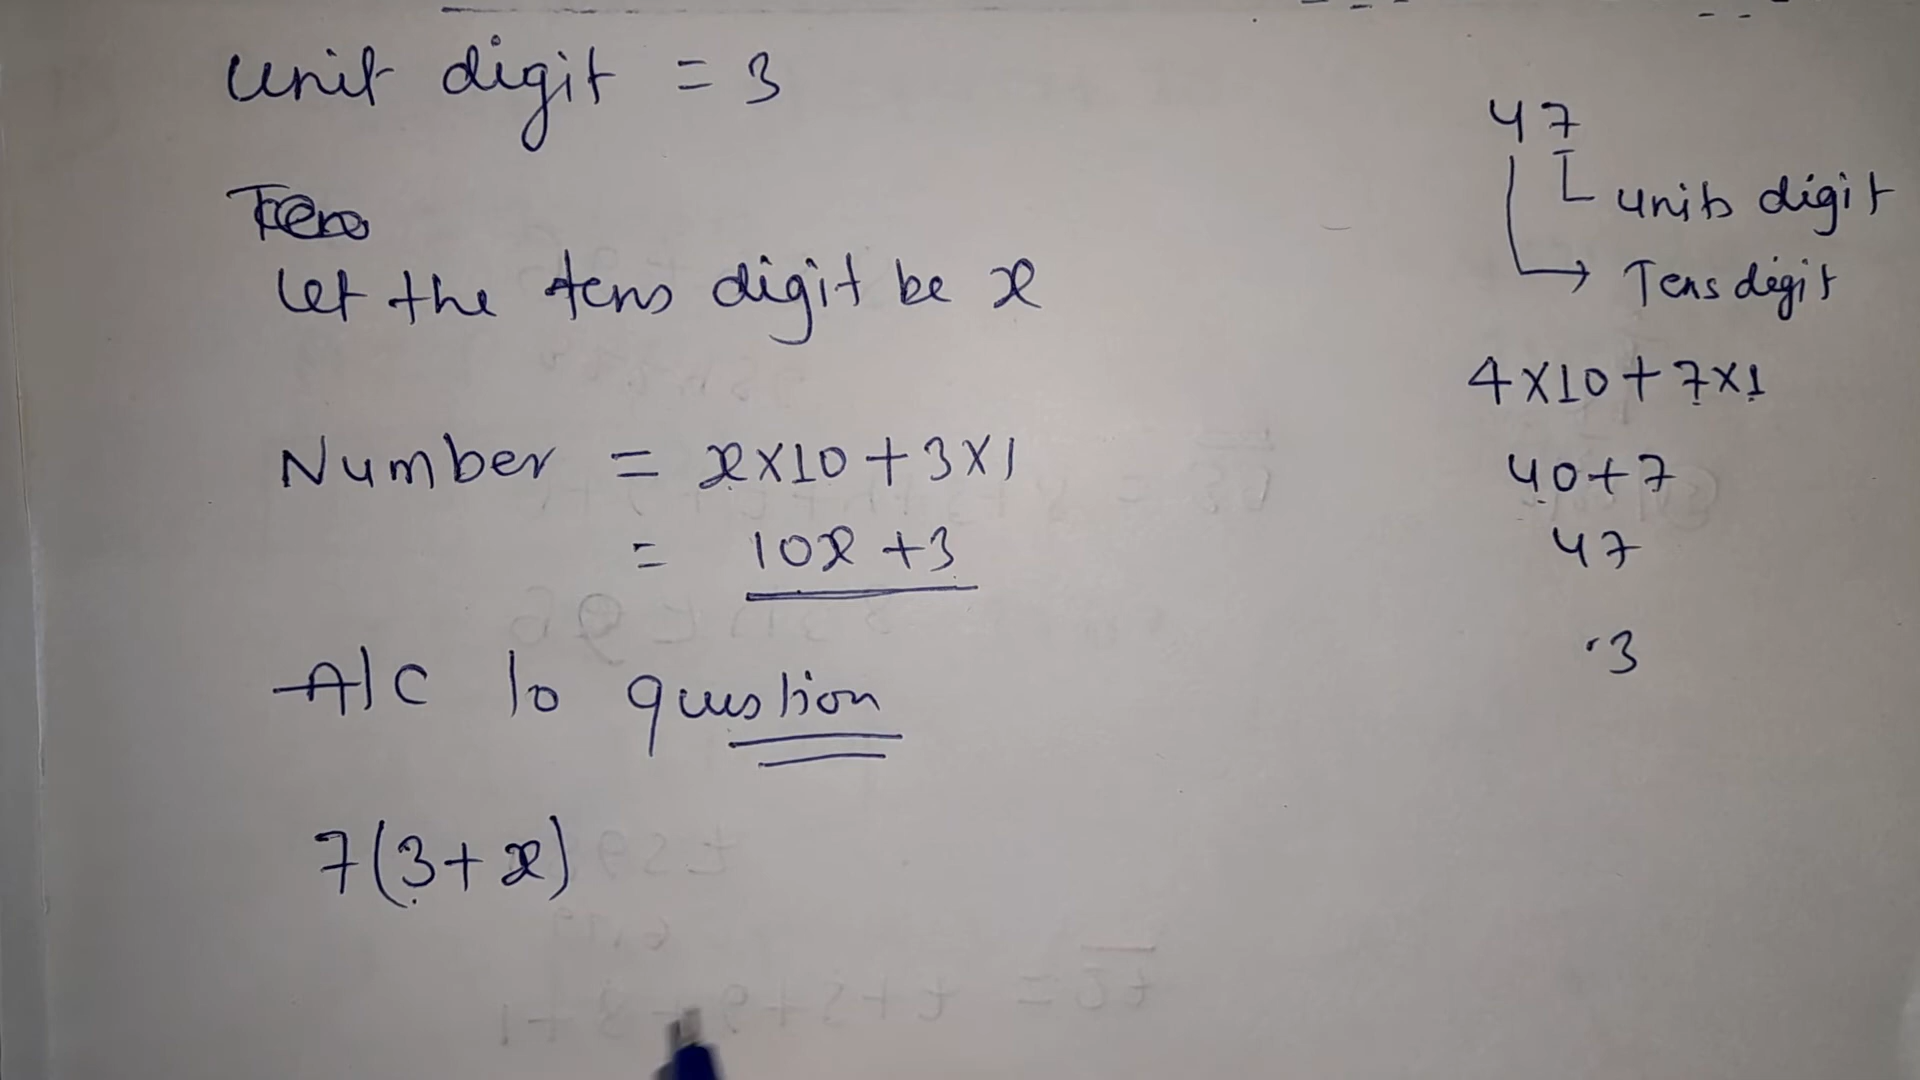 unit digit = 3
Let the tens digit be x
Number = x×10+3×1
= 10x+3
A/C to question
7(3+x)
47
units digit
Tens digit
4×10+7×1
40+7
47
3